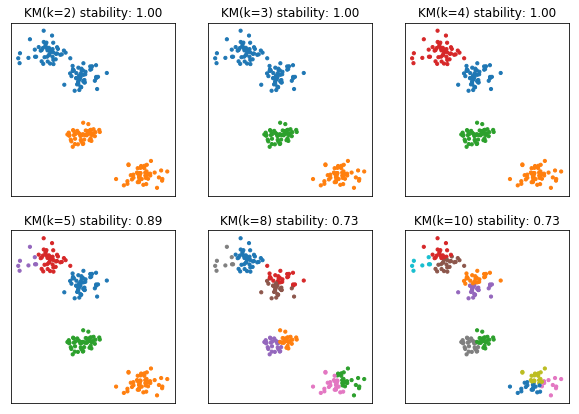 KM(k=2) stability: 1.00
KM(k=3) stability: 1.00
KM(k=4) stability: 1.00
KM(k=5) stability: 0.89
KM(k=8) stability: 0.73
KM(k=10) stability: 0.73